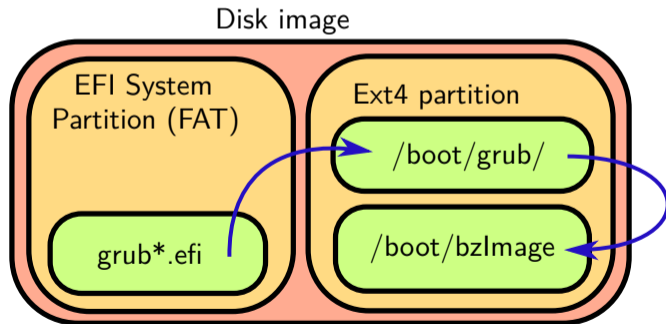 Disk image
EFI System
Partition (FAT)
grub*.efi
Ext4 partition
/boot/grub/
/boot/bzImage